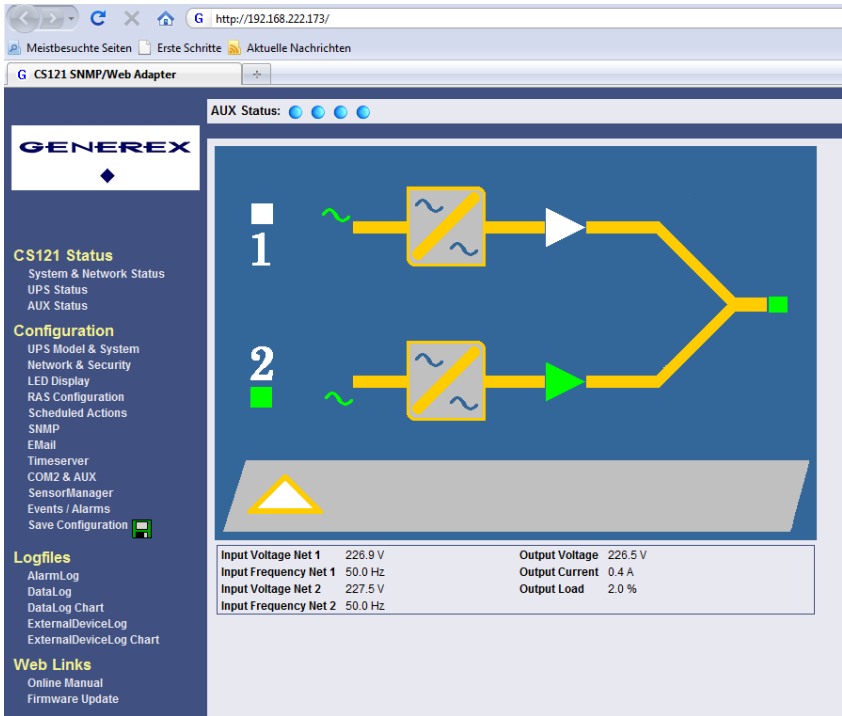 G http://192.168.222.173/
Meistbesuchte Seiten Erste Schritte Aktuelle Nachrichten
G CS121 SNMP/Web Adapter
AUX Status:
GENEREX
CS121 Status
System & Network Status
UPS Status
AUX Status
Configuration
UPS Model & System
Network & Security
LED Display
RAS Configuration
Scheduled Actions
SNMP
EMail
Timeserver
COM2 & AUX
SensorManager
Events / Alarms
Save Configuration
Logfiles
AlarmLog
DataLog
DataLog Chart
ExternalDeviceLog
ExternalDeviceLog Chart
Web Links
Online Manual
Firmware Update
1
2
Input Voltage Net 1 226.9 V Output Voltage 226.5 V
Input Frequency Net 1 50.0 Hz Output Current 0.4 A
Input Voltage Net 2 227.5 V Output Load 2.0 %
Input Frequency Net 2 50.0 Hz